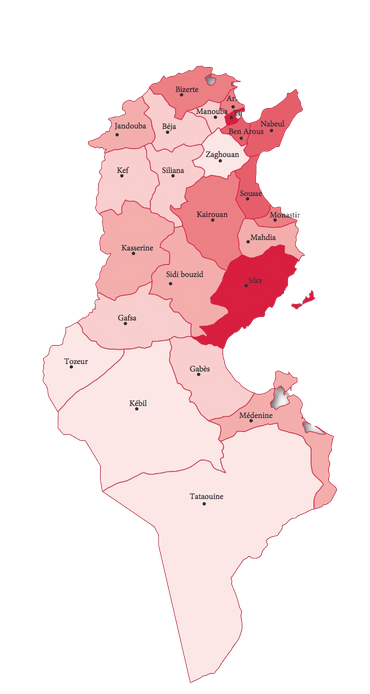 Bizerte
Ar.
Manouba
Jandouba
Béja
Ben Arous
Nabeul
Zaghouan
Kef
Siliana
Sousse
Kairouan
Monastir
Mahdia
Kasserine
Sidi bouzid
Sfax
Gafsa
Tozeur
Gabès
Kébil
Médenine
Tataouine